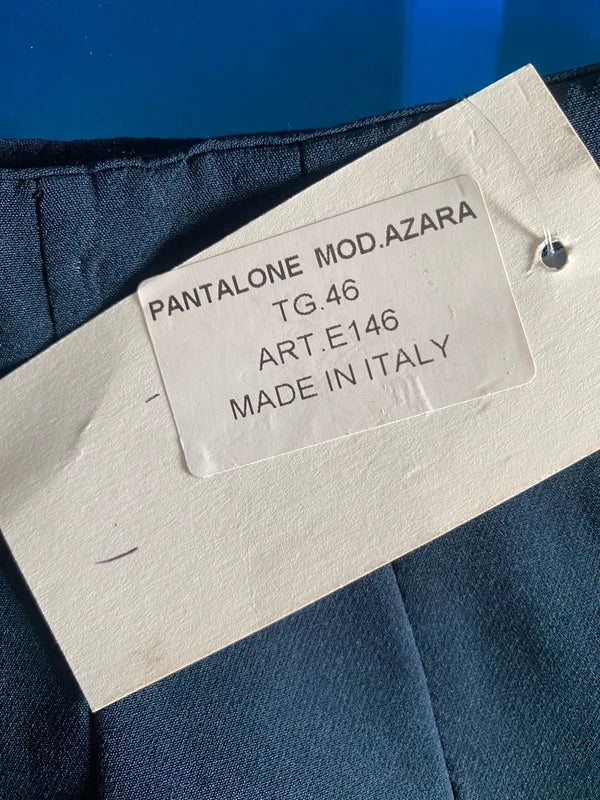 PANTALONE MOD.AZARA
TG.46
ART.E146
MADE IN ITALY